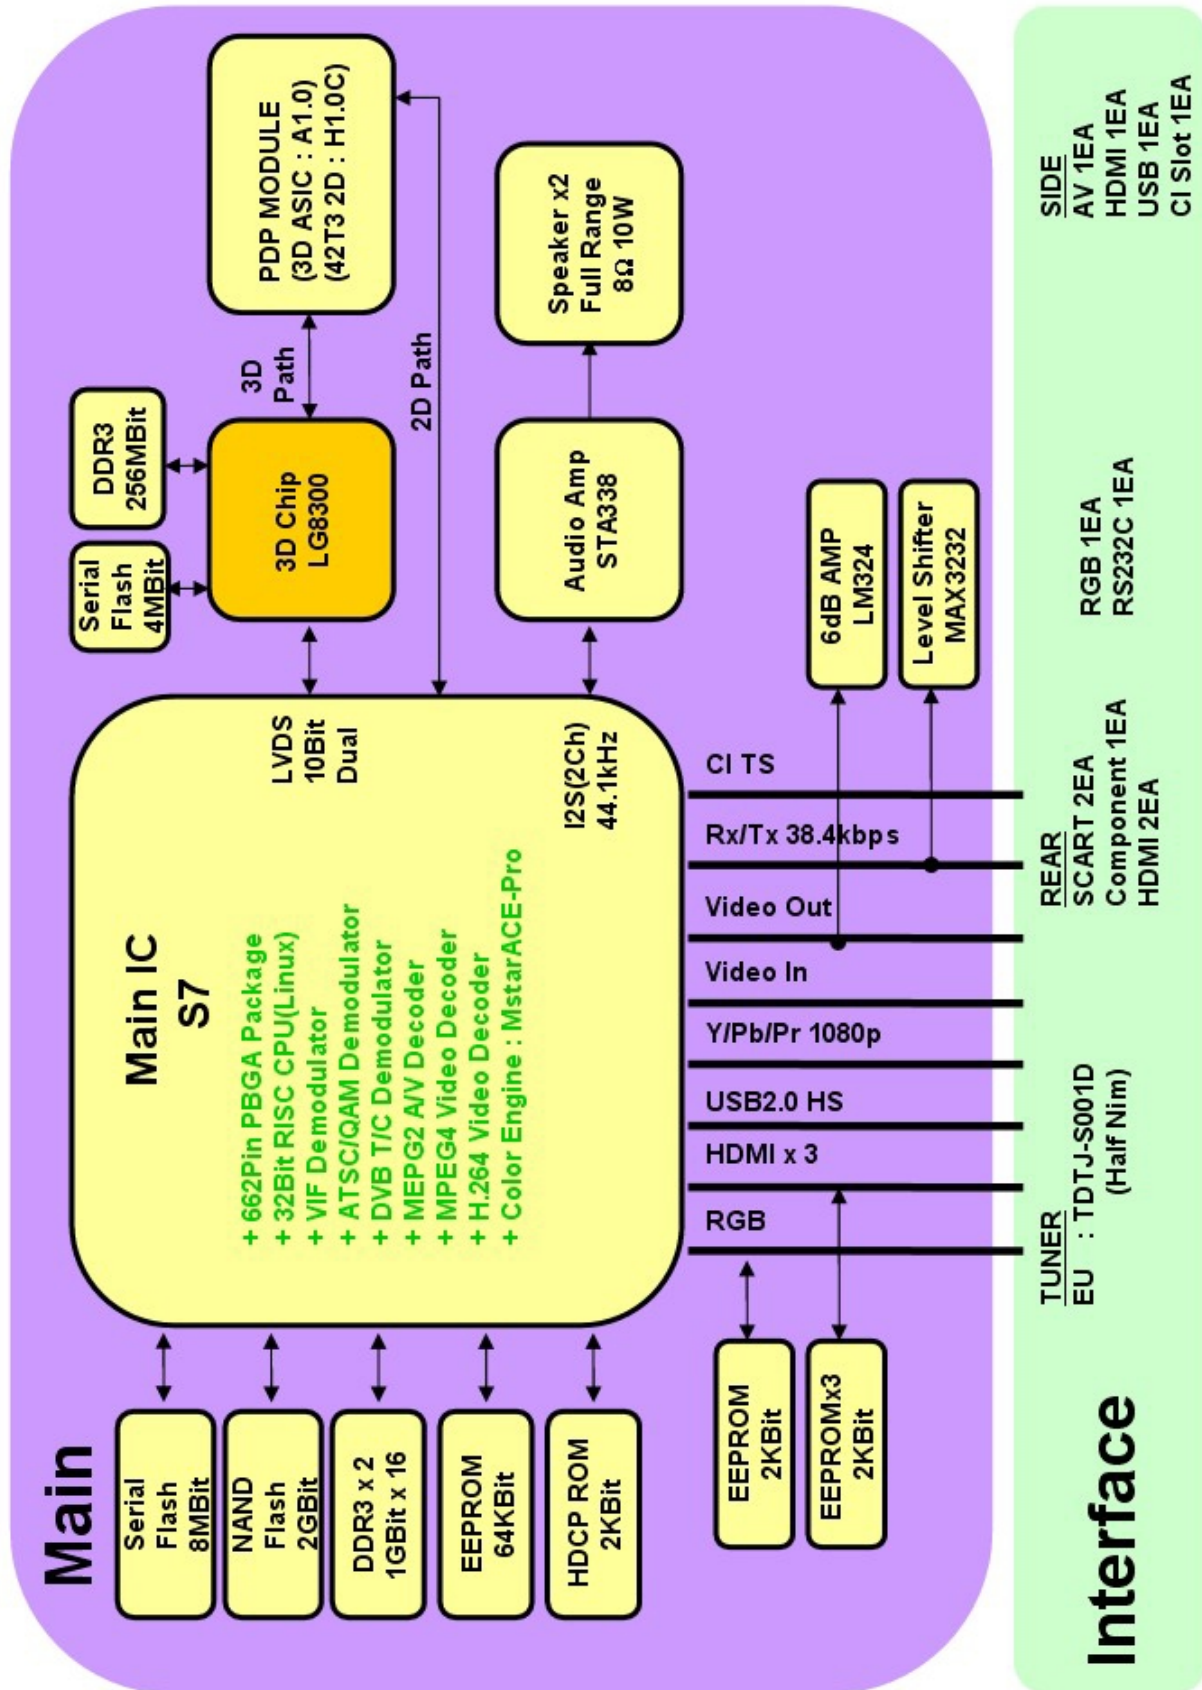 Main
Serial
Flash
8MBit
NAND
Flash
2GBit
DDR3 x 2
1GBit x 16
EEPROM
64KBit
HDCP ROM
2KBit
EEPROM
2KBit
EEPROMx3
2KBit
Main IC
S7
+ 662Pin PBGA Package
+ 32Bit RISC CPU(Linux)
+ VIF Demodulator
+ ATSC/QAM Demodulator
+ DVB T/C Demodulator
+ MEPG2 A/V Decoder
+ MPEG4 Video Decoder
+ H.264 Video Decoder
+ Color Engine : MstarACE-Pro
LVDS
10Bit
Dual
I2S(2Ch)
44.1kHz
RGB
HDMI x 3
USB2.0 HS
Y/Pb/Pr 1080p
Video In
Video Out
Rx/Tx 38.4kbps
CI TS
Serial
Flash
4MBit
DDR3
256MBit
3D Chip
LG8300
3D
Path
2D Path
PDP MODULE
(3D ASIC : A1.0)
(42T3 2D : H1.0C)
Audio Amp
STA338
Speaker x2
Full Range
8Ω 10W
6dB AMP
LM324
Level Shifter
MAX3232
Interface
TUNER
EU : TDTJ-S001D
(Half Nim)
REAR
SCART 2EA
Component 1EA
HDMI 2EA
RGB 1EA
RS232C 1EA
SIDE
AV 1EA
HDMI 1EA
USB 1EA
CI Slot 1EA